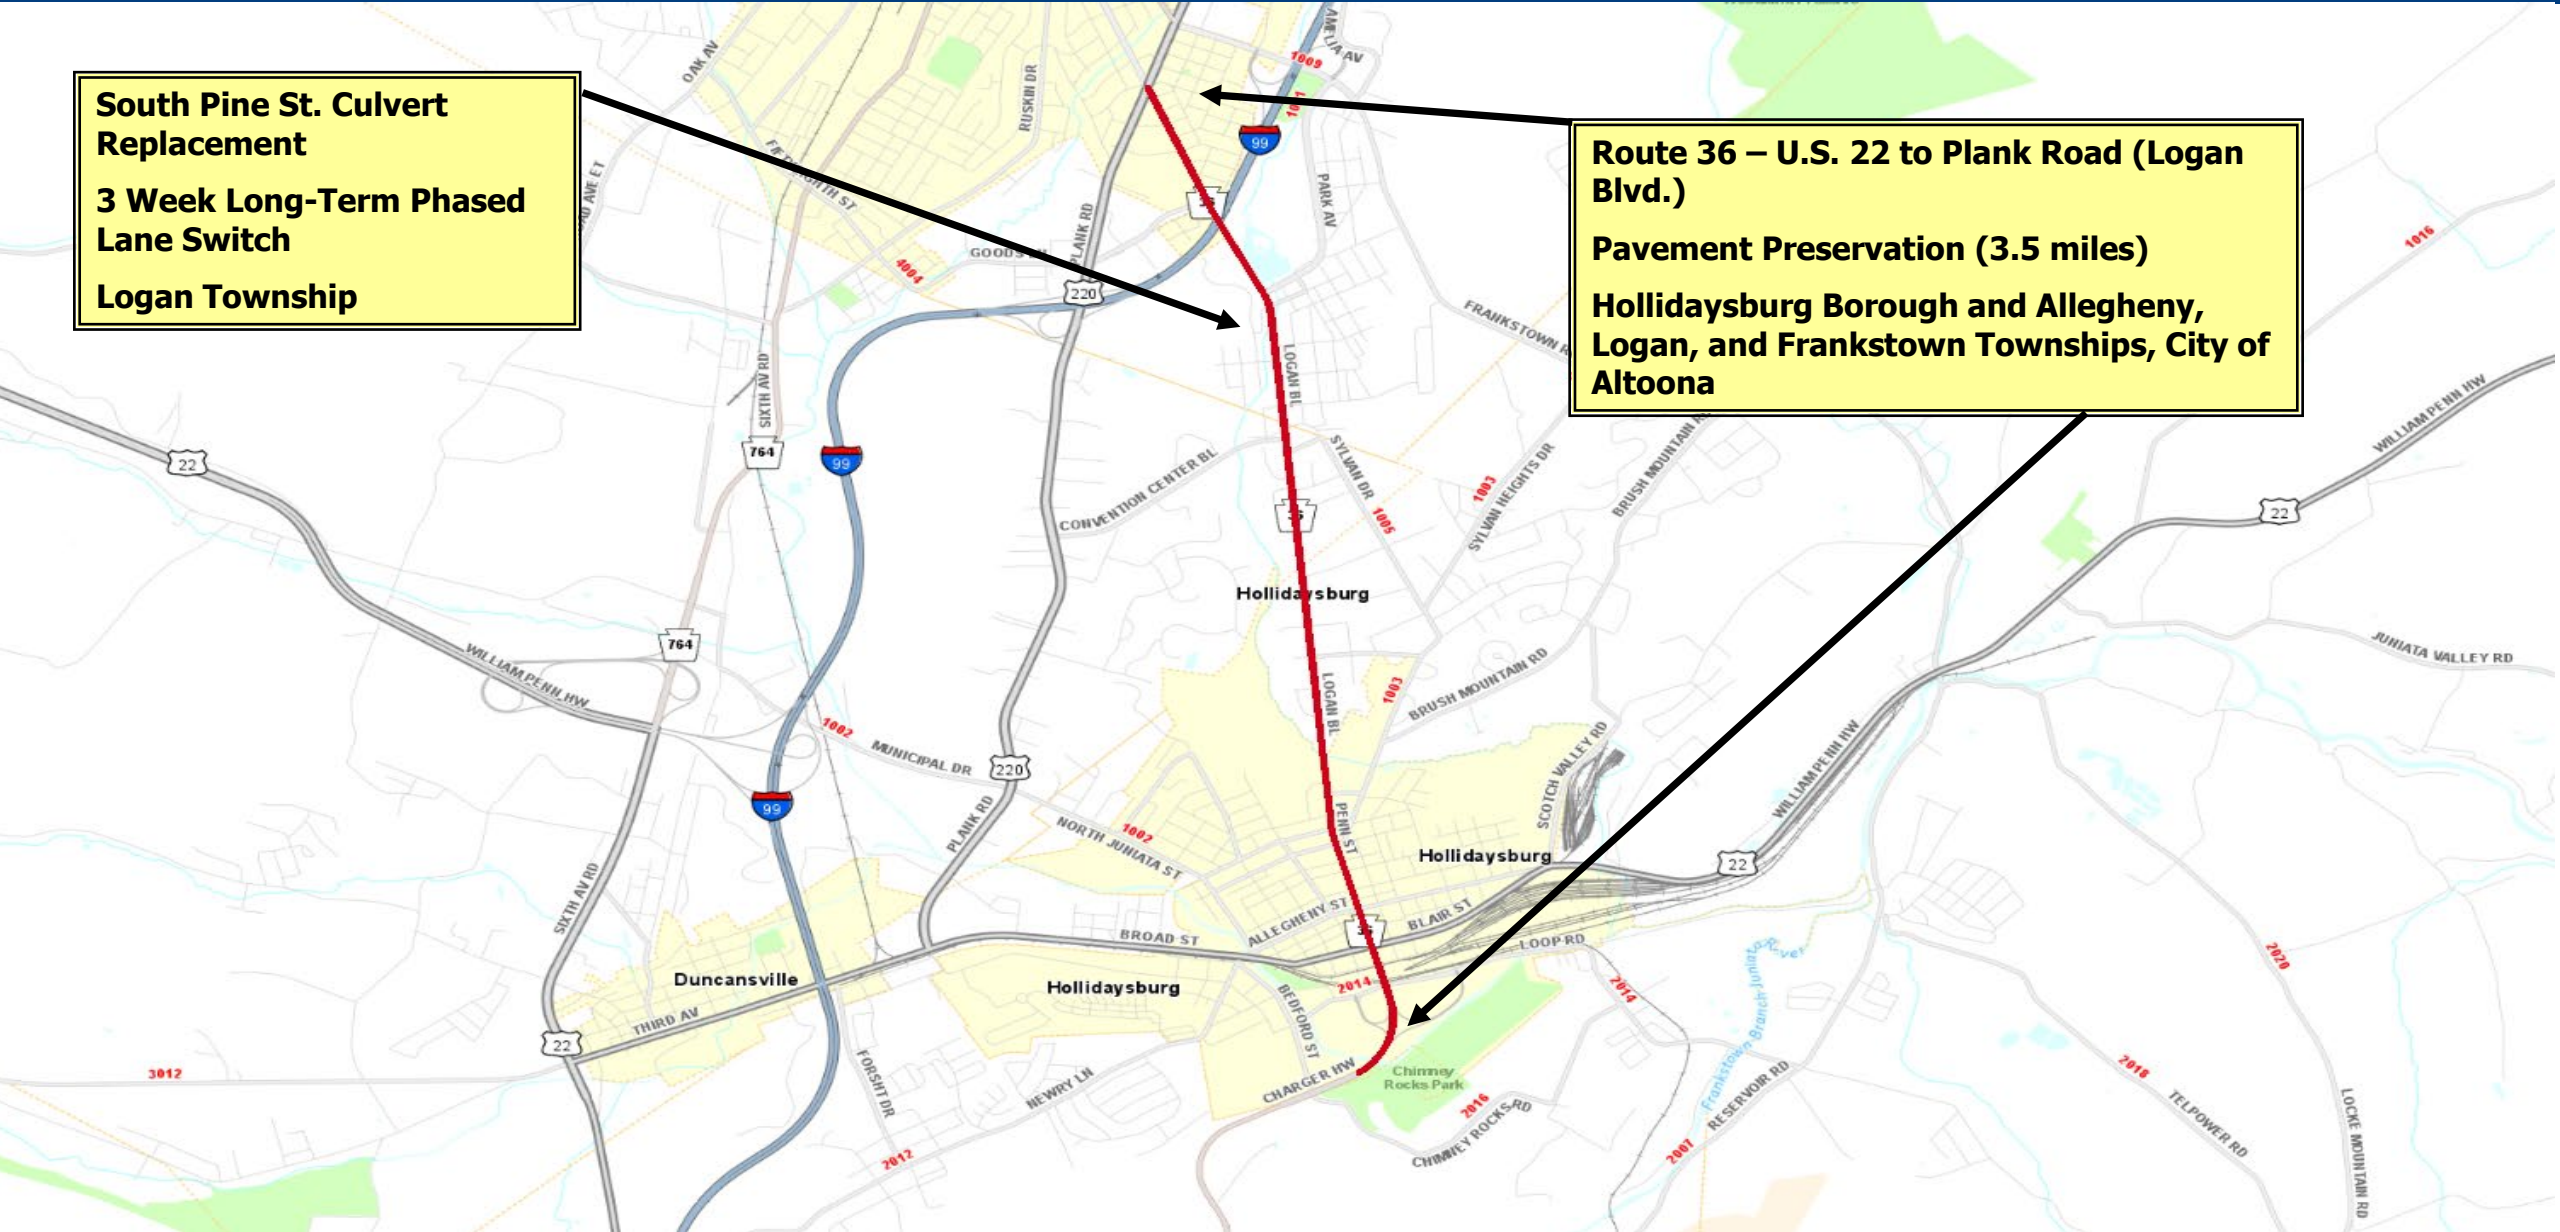 South Pine St. Culvert
Replacement
3 Week Long-Term Phased
Lane Switch
Logan Township
Route 36 – U.S. 22 to Plank Road (Logan
Blvd.)
Pavement Preservation (3.5 miles)
Hollidaysburg Borough and Allegheny,
Logan, and Frankstown Townships, City of
Altoona
OAK AV
RUSKIN DR
AMELIA AV
1009
99
PARK AV
PLANK RD
GOODS
4004
220
1016
FRANKSTOWN R
LOGAN BL
SIXTH AV RD
764
99
22
CONVENTION CENTER BL
SYLVAN DR
1005
1003
SYLVAN HEIGHTS DR
BRUSH MOUNTAIN R
WILLIAM PENN HW
22
36
Hollidaysburg
764
WILLIAM PENN HW
JUNIATA VALLEY RD
LOGAN BL
1003
BRUSH MOUNTAIN RD
1002
MUNICIPAL DR
220
SCOTCH VALLEY RD
WILLIAM PENN HW
99
PLANK RD
NORTH JUNIATA ST
1002
PENN ST
Hollidaysburg
22
SIXTH AV RD
ALLEGHENY ST
BLAIR ST
BROAD ST
LOOP RD
Frankstown Branch Juniata River
2020
Duncansville
Hollidaysburg
2014
2014
THIRD AV
BEDFORD ST
22
3012
FORSHT DR
NEWRY LN
CHARGER HW
Chimney
Rocks Park
2016
CHIMNEY ROCKS RD
RESERVOIR RD
2007
2018
TELPOWER RD
LOCKE MOUNTAIN RD
2012